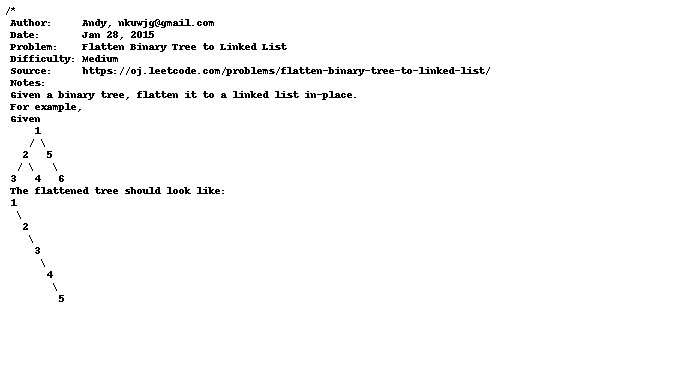 /*
 Author:     Andy, nkuwjg@gmail.com
 Date:       Jan 28, 2015
 Problem:    Flatten Binary Tree to Linked List
 Difficulty: Medium
 Source:     https://oj.leetcode.com/problems/flatten-binary-tree-to-linked-list/
 Notes:
 Given a binary tree, flatten it to a linked list in-place.
 For example,
 Given
     1
    / \
   2   5
  / \   \
 3   4   6
 The flattened tree should look like:
 1
  \
   2
    \
     3
      \
       4
        \
         5